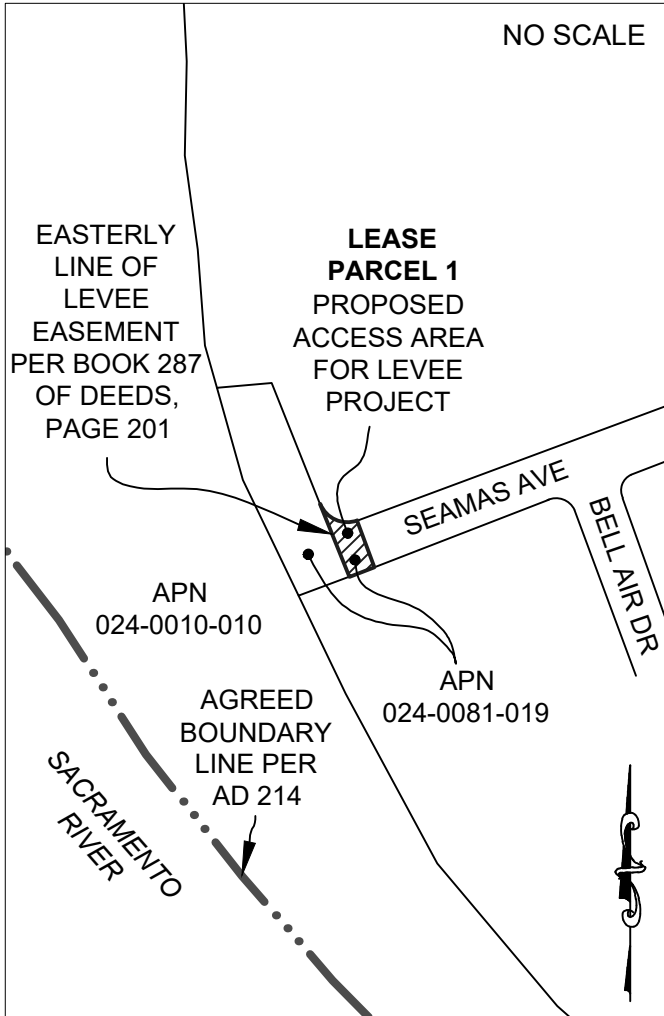 NO SCALE
EASTERLY
LINE OF
LEVEE
EASEMENT
PER BOOK 287
OF DEEDS,
PAGE 201
LEASE
PARCEL 1
PROPOSED
ACCESS AREA
FOR LEVEE
PROJECT
SEAMAS AVE
BELL AIR DR
APN
024-0010-010
APN
024-0081-019
AGREED
BOUNDARY
LINE PER
AD 214
SACRAMENTO
RIVER